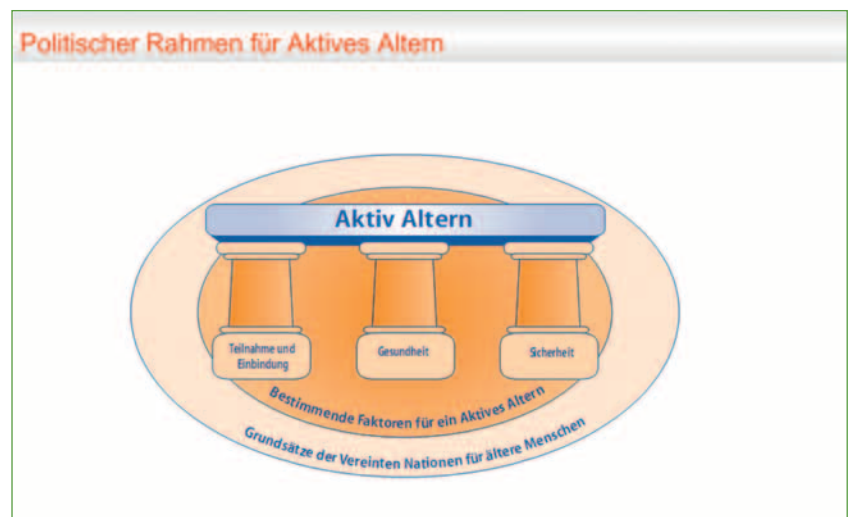 Politischer Rahmen für Aktives Altern
Aktiv Altern
Teilnahme und
Einbindung
Gesundheit
Sicherheit
Bestimmende Faktoren für ein Aktives Altern
Grundsätze der Vereinten Nationen für ältere Menschen